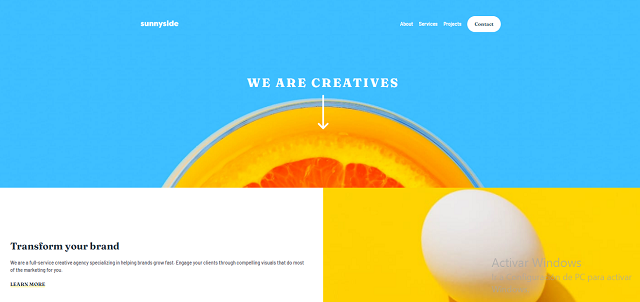 sunnyside
About Services Projects Contact
WE ARE CREATIVES
Transform your brand
We are a full-service creative agency specializing in helping brands grow fast. Engage your clients through compelling visuals that do most
of the marketing for you.
LEARN MORE
Activar Windows
de PC para activar